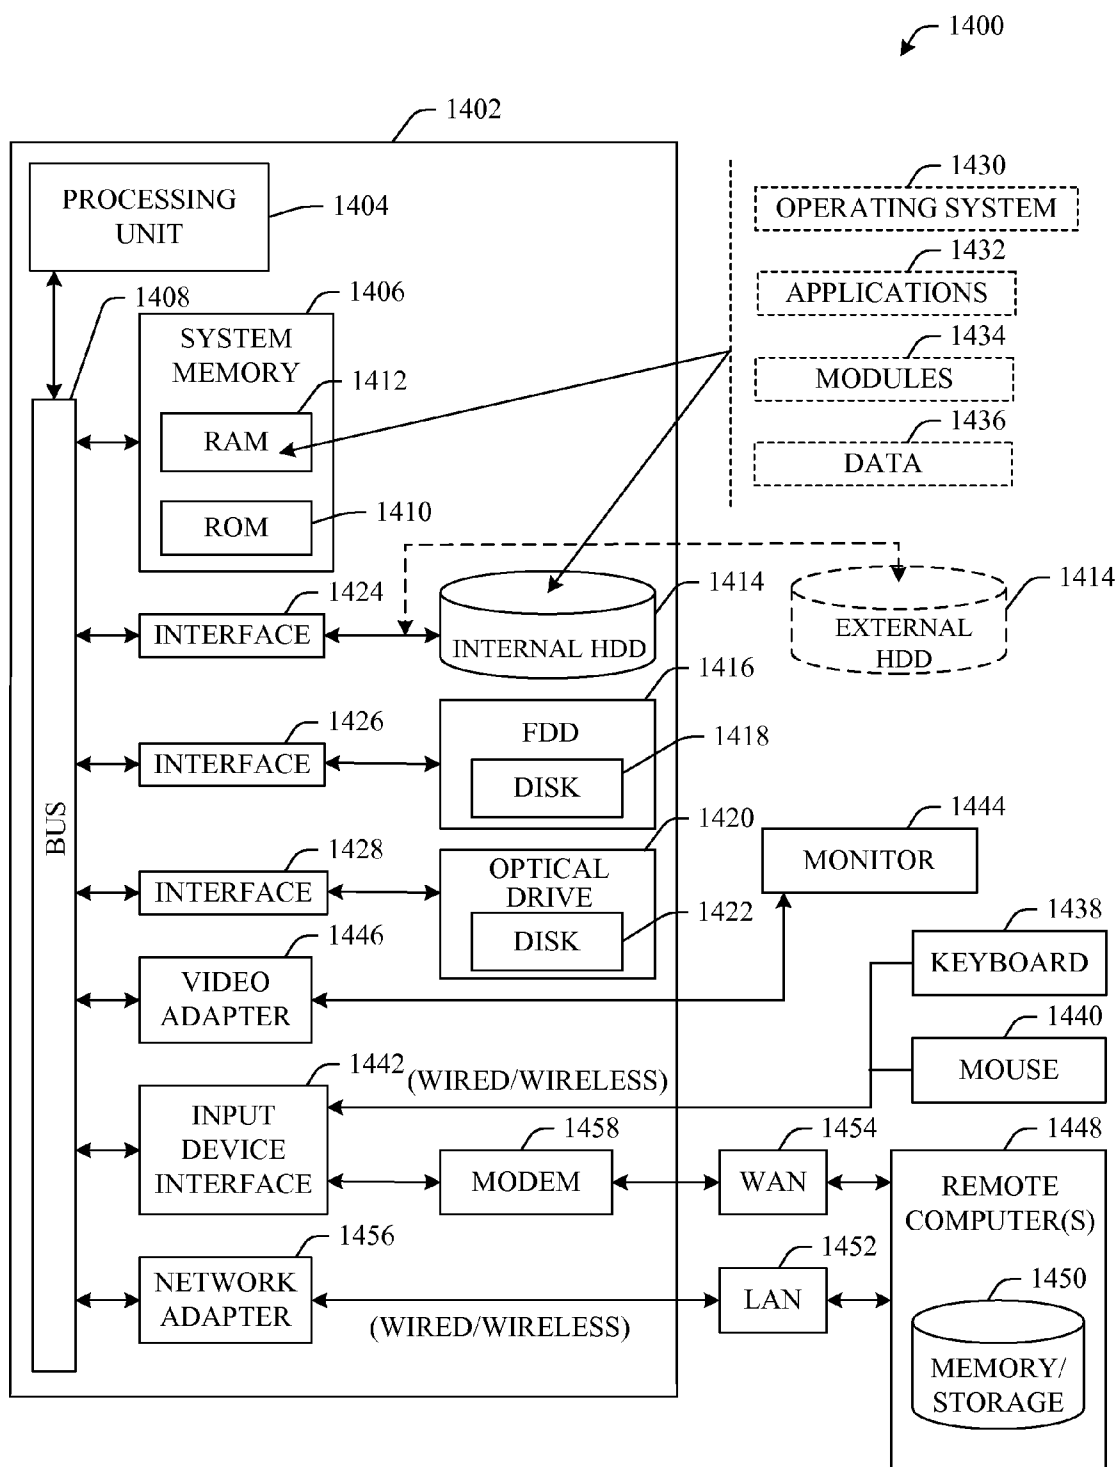 1400
1402
PROCESSING
UNIT
1404
1430
OPERATING SYSTEM
1432
APPLICATIONS
1434
MODULES
1436
DATA
1408
1406
SYSTEM
MEMORY
1412
RAM
1410
ROM
1424
INTERFACE
1414
INTERNAL HDD
1414
EXTERNAL
HDD
1416
FDD
1426
INTERFACE
1418
DISK
BUS
1428
INTERFACE
1420
OPTICAL
DRIVE
1422
DISK
1444
MONITOR
1446
VIDEO
ADAPTER
1438
KEYBOARD
1440
MOUSE
1442
(WIRED/WIRELESS)
INPUT
DEVICE
INTERFACE
1458
MODEM
1454
WAN
1448
REMOTE
COMPUTER(S)
1456
NETWORK
ADAPTER
(WIRED/WIRELESS)
1452
LAN
1450
MEMORY/
STORAGE